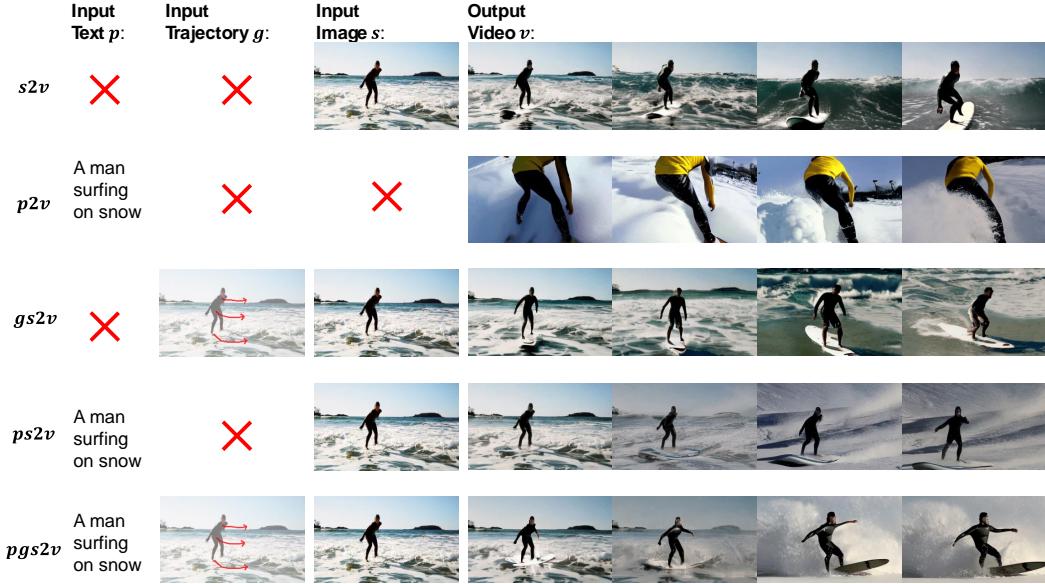 Input Text p:
Input Trajectory g:
Input Image s:
Output Video v:
s2v
p2v
A man
surfing
on snow
gs2v
ps2v
A man
surfing
on snow
pgs2v
A man
surfing
on snow